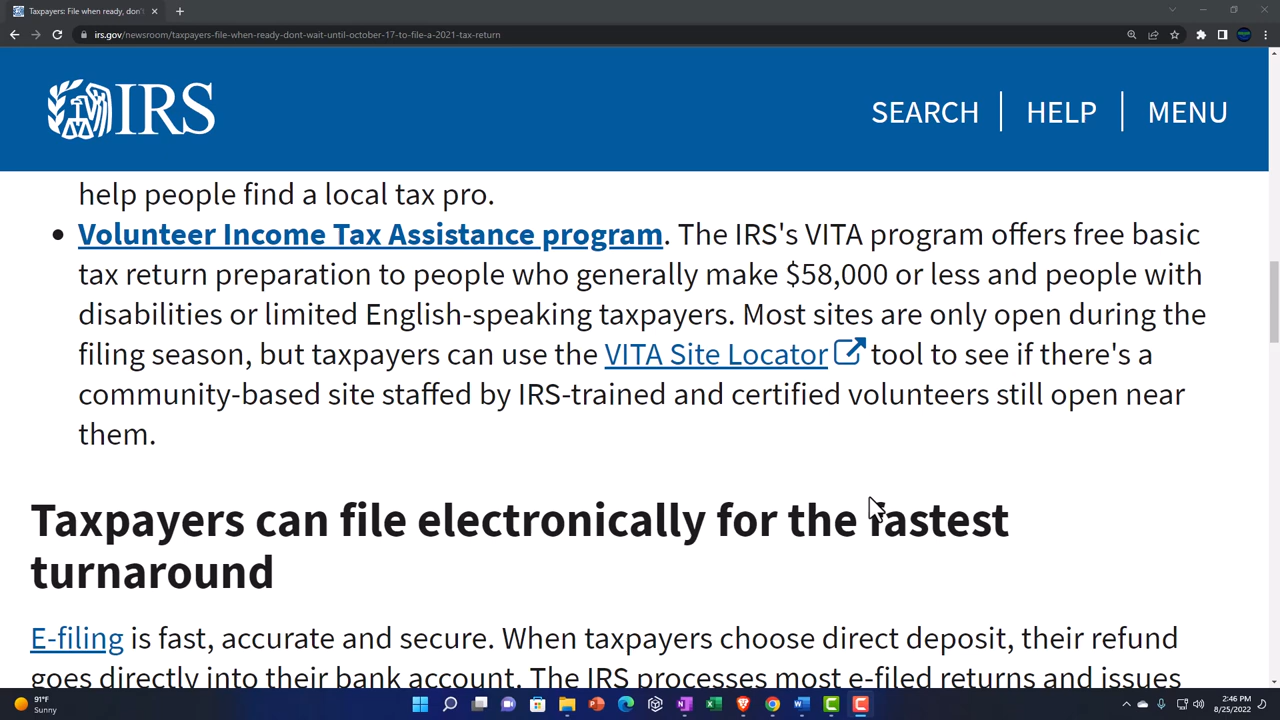 Taxpayers: File when ready, don'
irs.gov/newsroom/taxpayers-file-when-ready-dont-wait-until-october-17-to-file-a-2021-tax-return
IRS
SEARCH
HELP
MENU
help people find a local tax pro.
Volunteer Income Tax Assistance program. The IRS's VITA program offers free basic
tax return preparation to people who generally make $58,000 or less and people with
disabilities or limited English-speaking taxpayers. Most sites are only open during the
filing season, but taxpayers can use the VITA Site Locator tool to see if there's a
community-based site staffed by IRS-trained and certified volunteers still open near
them.
Taxpayers can file electronically for the fastest
turnaround
E-filing is fast, accurate and secure. When taxpayers choose direct deposit, their refund
goes directly into their bank account. The IRS processes most e-filed returns and issues
91°F
Sunny
2:46 PM
8/25/2022